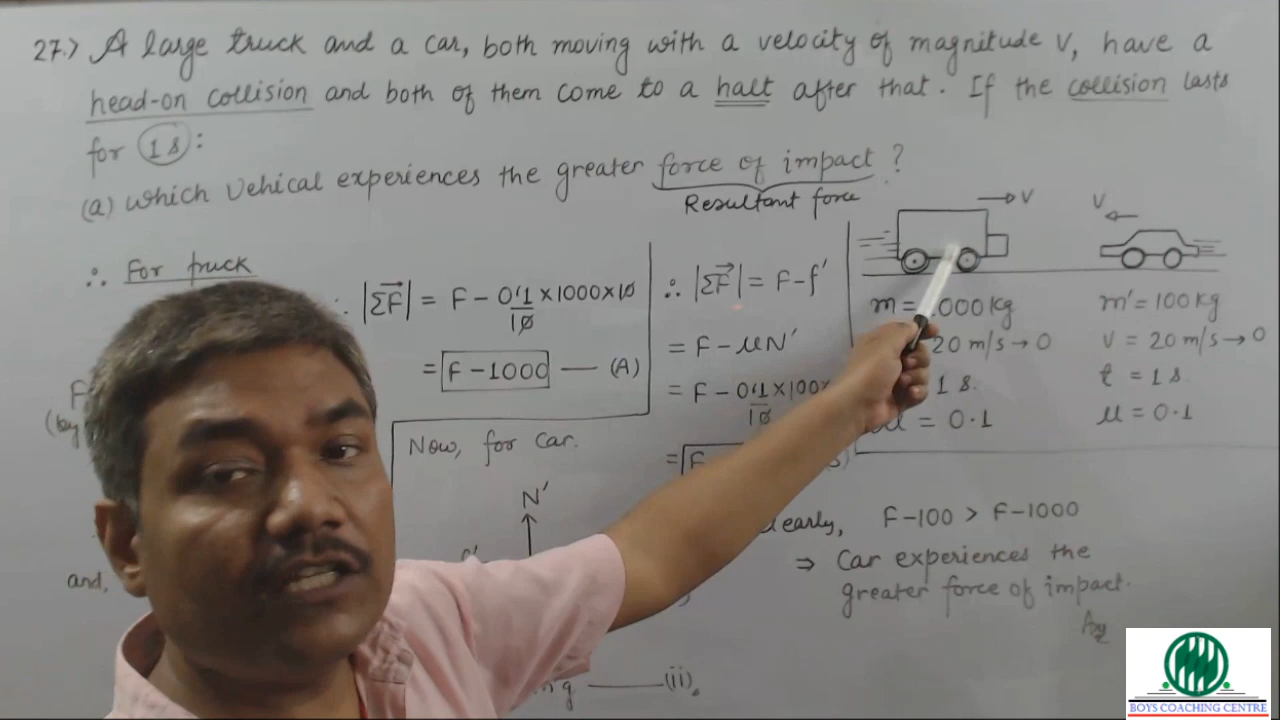 27.) A large truck and a car, both moving with a velocity of magnitude v, have a
head-on collision and both of them come to a halt after that. If the collision lasts
for 1 s :
(a) which vehical experiences the greater force of impact ?
Resultant force
∴ For truck
|ΣF⃗| = F - 0.1/10 × 1000 × 10
= F - 1000 — (A)
Now, for car.
N'
and,
(ii).
∴ |ΣF⃗| = F - f'
= F - μN'
= F - 0.1/10 × 100 ×
= F
→ v
v ←
m = 000 kg
20 m/s → 0
1 s.
= 0.1
m' = 100 kg
v = 20 m/s → 0
t = 1 s.
μ = 0.1
early, F - 100 > F - 1000
⇒ Car experiences the
greater force of impact.
BOYS COACHING CENTRE